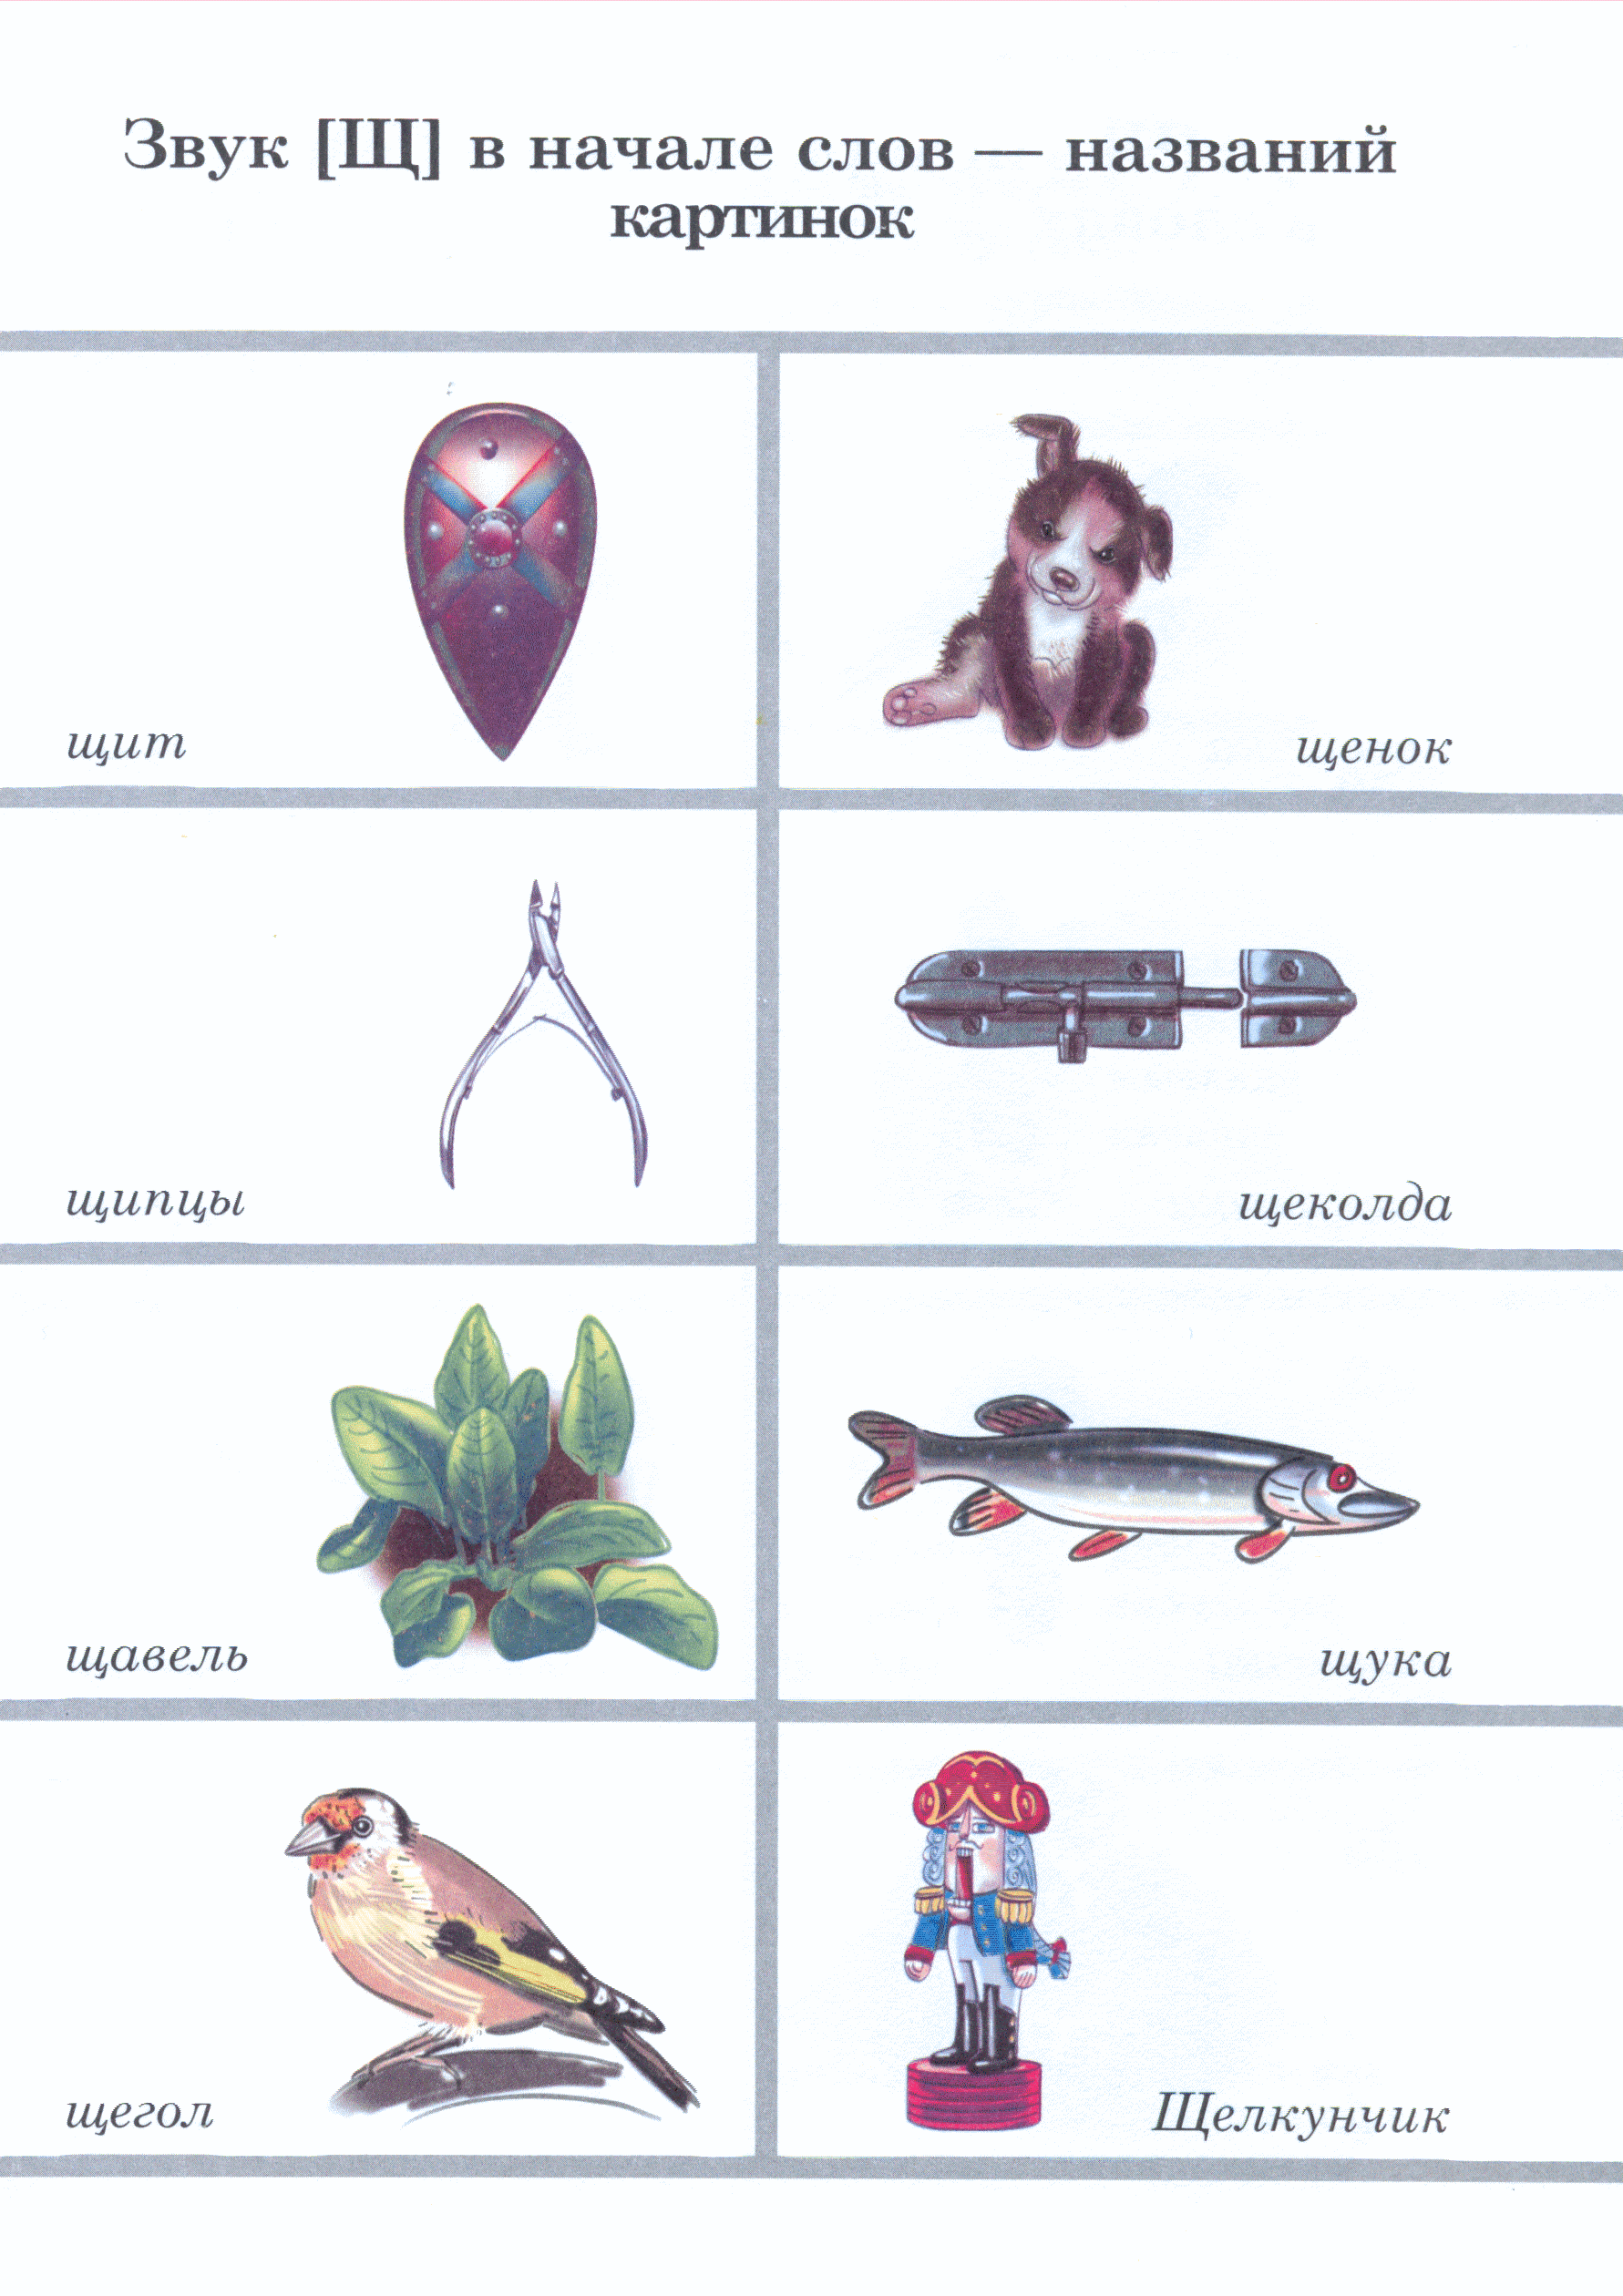 Звук [Щ] в начале слов — названий
картинок
щит
щенок
щипцы
щеколда
щавель
щука
щегол
Щелкунчик